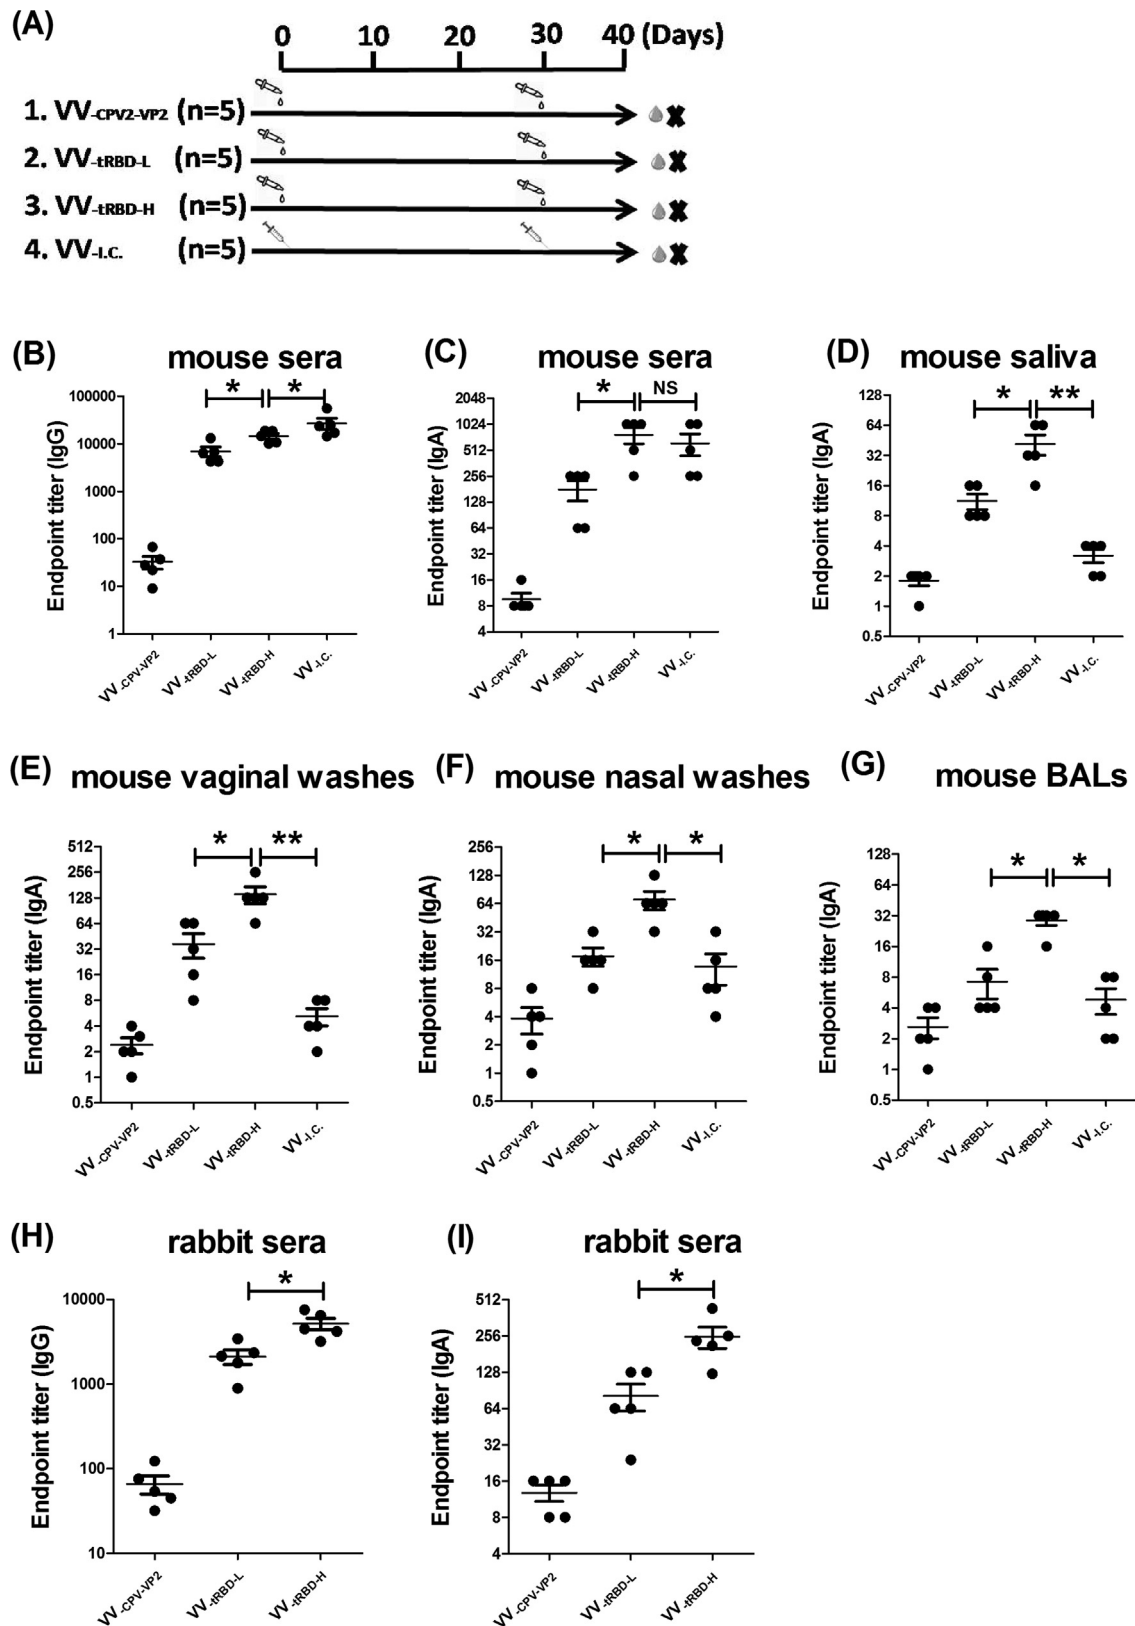 (A)
0 10 20 30 40 (Days)
1. VV-CPV2-VP2 (n=5)
2. VV-tRBD-L (n=5)
3. VV-tRBD-H (n=5)
4. VV-I.C. (n=5)
(B) mouse sera
* *
Endpoint titer (IgG)
100000
10000
1000
100
10
1
VV-CPV-VP2 VV-tRBD-L VV-tRBD-H VV-I.C.
(C) mouse sera
* NS
Endpoint titer (IgA)
2048
1024
512
256
128
64
32
16
8
4
VV-CPV-VP2 VV-tRBD-L VV-tRBD-H VV-I.C.
(D) mouse saliva
* **
Endpoint titer (IgA)
128
64
32
16
8
4
2
1
0.5
VV-CPV-VP2 VV-tRBD-L VV-tRBD-H VV-I.C.
(E) mouse vaginal washes
* **
Endpoint titer (IgA)
512
256
128
64
32
16
8
4
2
1
0.5
VV-CPV-VP2 VV-tRBD-L VV-tRBD-H VV-I.C.
(F) mouse nasal washes
* *
Endpoint titer (IgA)
256
128
64
32
16
8
4
2
1
0.5
VV-CPV-VP2 VV-tRBD-L VV-tRBD-H VV-I.C.
(G) mouse BALs
* *
Endpoint titer (IgA)
128
64
32
16
8
4
2
1
0.5
VV-CPV-VP2 VV-tRBD-L VV-tRBD-H VV-I.C.
(H) rabbit sera
*
Endpoint titer (IgG)
10000
1000
100
10
VV-CPV-VP2 VV-tRBD-L VV-tRBD-H
(I) rabbit sera
*
Endpoint titer (IgA)
512
256
128
64
32
16
8
4
VV-CPV-VP2 VV-tRBD-L VV-tRBD-H